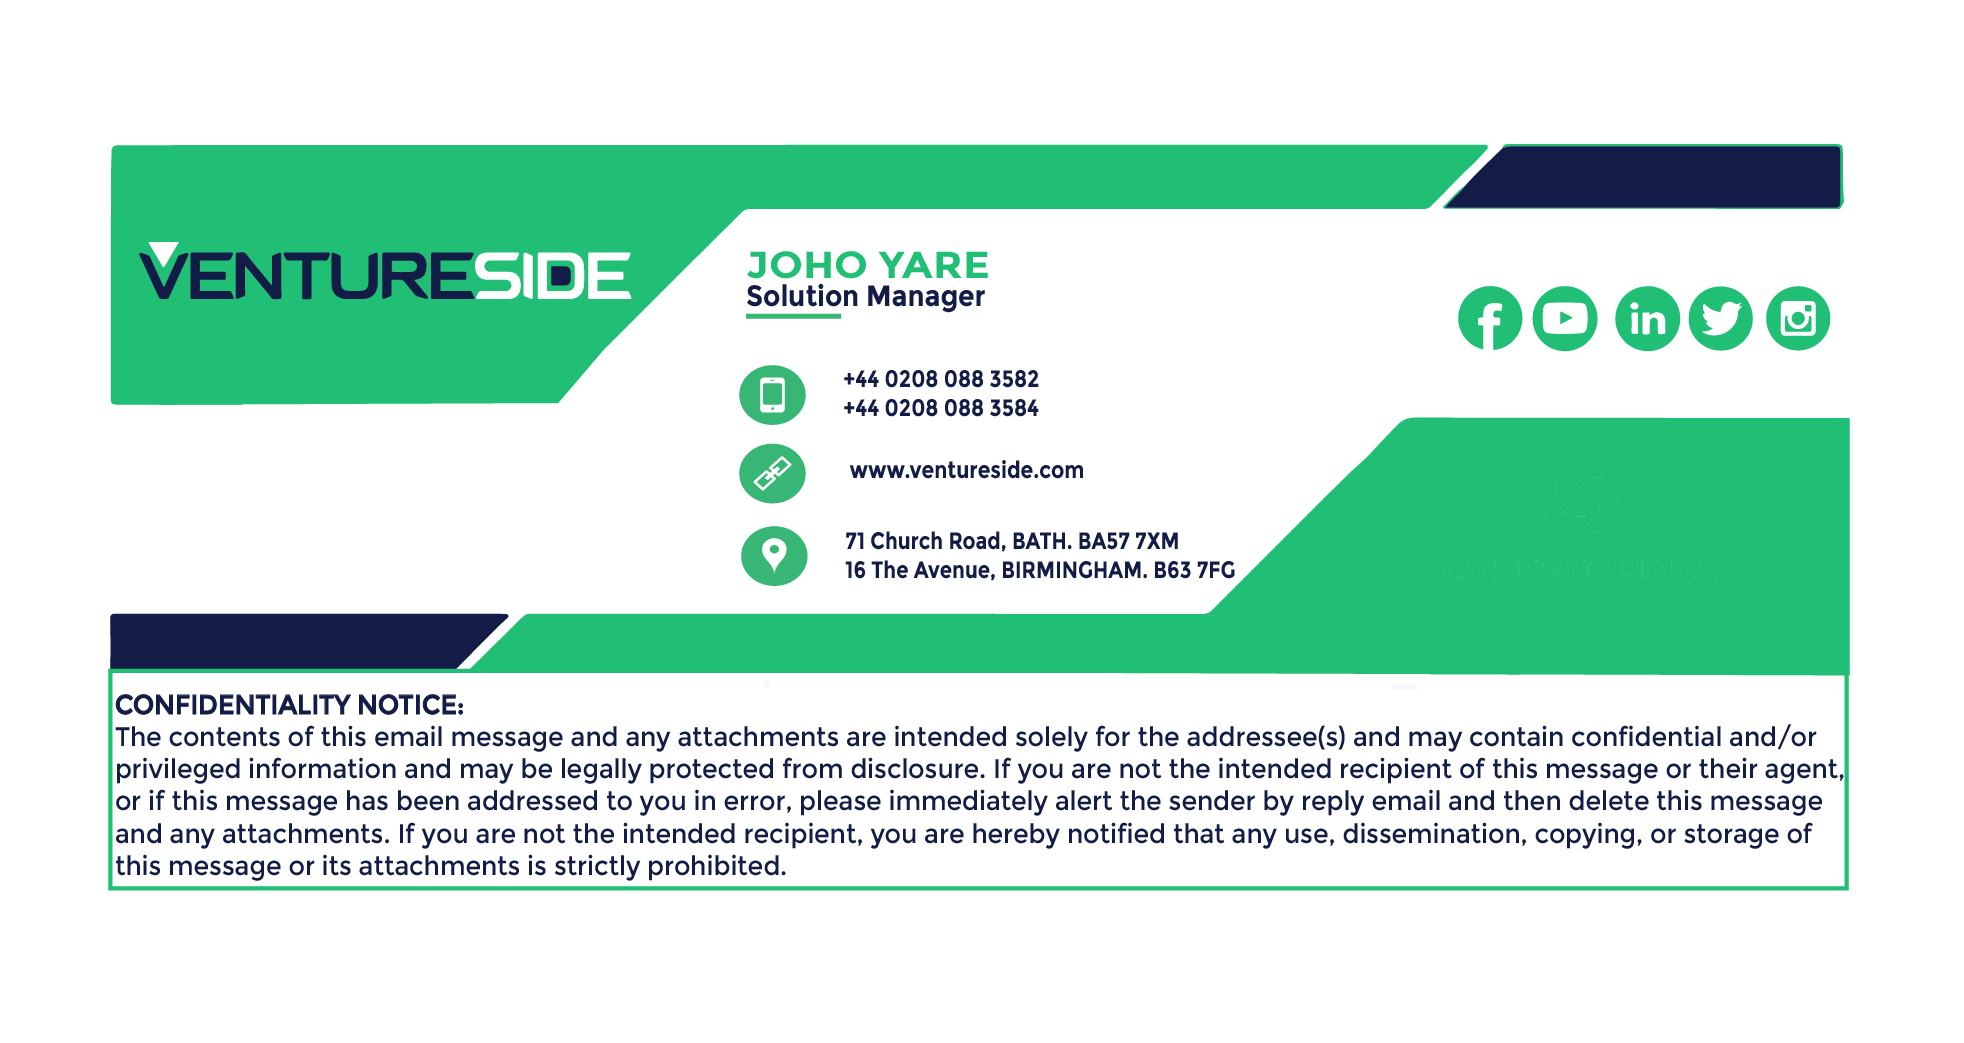 VENTURESIDE
JOHO YARE
Solution Manager
+44 0208 088 3582
+44 0208 088 3584
www.ventureside.com
71 Church Road, BATH. BA57 7XM
16 The Avenue, BIRMINGHAM. B63 7FG
COMPANY NAME
CONFIDENTIALITY NOTICE:
The contents of this email message and any attachments are intended solely for the addressee(s) and may contain confidential and/or
privileged information and may be legally protected from disclosure. If you are not the intended recipient of this message or their agent,
or if this message has been addressed to you in error, please immediately alert the sender by reply email and then delete this message
and any attachments. If you are not the intended recipient, you are hereby notified that any use, dissemination, copying, or storage of
this message or its attachments is strictly prohibited.